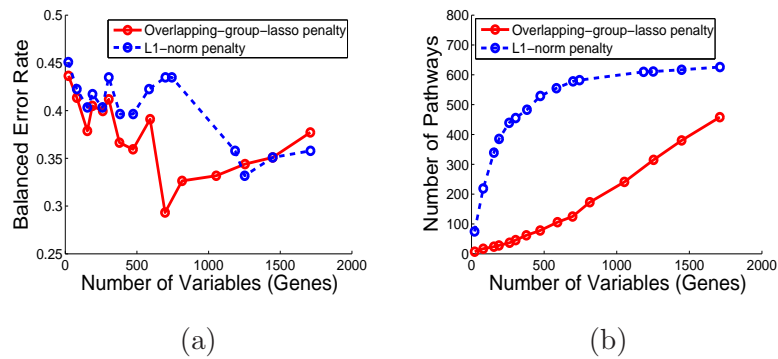 0.5
0.45
0.4
0.35
0.3
0.25
Balanced Error Rate
Overlapping−group−lasso penalty
L1−norm penalty
0 500 1000 1500 2000
Number of Variables (Genes)
(a)
800
700
600
500
400
300
200
100
0
Number of Pathways
Overlapping−group−lasso penalty
L1−norm penalty
0 500 1000 1500 2000
Number of Variables (Genes)
(b)